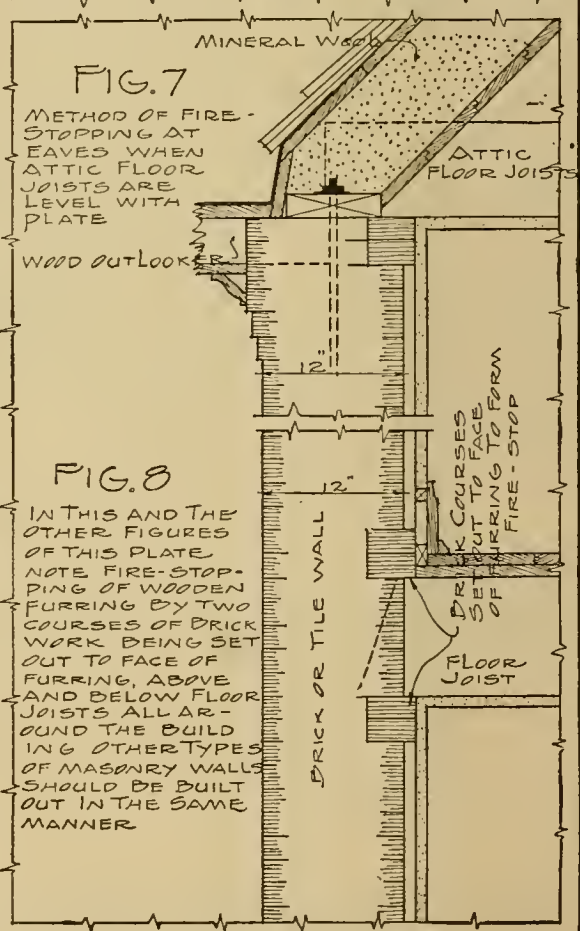 MINERAL WOOL
FIG. 7
METHOD OF FIRE-
STOPPING AT
EAVES WHEN
ATTIC FLOOR
JOISTS ARE
LEVEL WITH
PLATE
ATTIC
FLOOR JOISTS
WOOD OUTLOOKER
12"
FIG. 8
12"
IN THIS AND THE
OTHER FIGURES
OF THIS PLATE
NOTE FIRE-STOP-
PING OF WOODEN
FURRING BY TWO
COURSES OF BRICK
WORK BEING SET
OUT TO FACE OF
FURRING, ABOVE
AND BELOW FLOOR
JOISTS ALL AR-
OUND THE BUILD
ING OTHER TYPES
OF MASONRY WALLS
SHOULD BE BUILT
OUT IN THE SAME
MANNER
BRICK OR TILE WALL
BRICK COURSES
SET OUT TO FACE
OF FURRING TO FORM
FIRE-STOP
FLOOR
JOIST